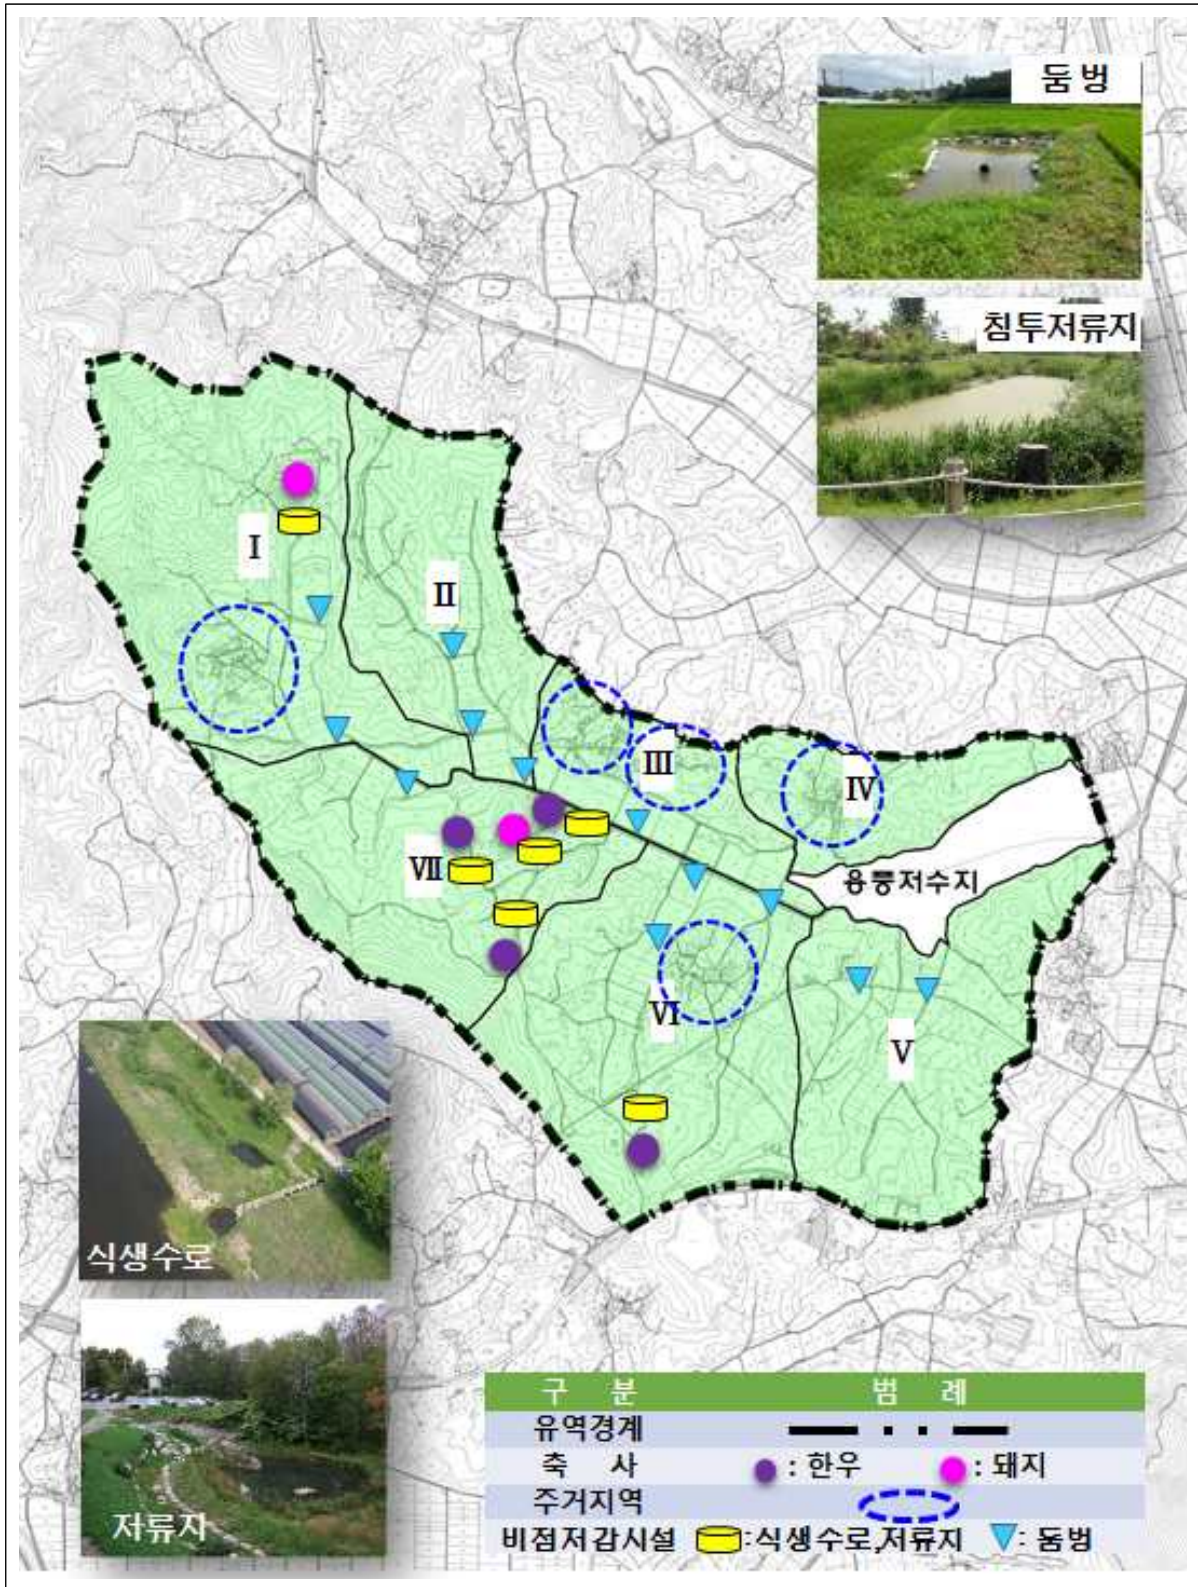 둠벙
침투저류지
Ⅰ
Ⅱ
Ⅲ
Ⅳ
Ⅶ
용풍저수지
Ⅵ
Ⅴ
식생수로
저류지
구 분 범 례
유역경계
축 사 : 한우 : 돼지
주거지역
비점저감시설 :식생수로,저류지 : 둠벙